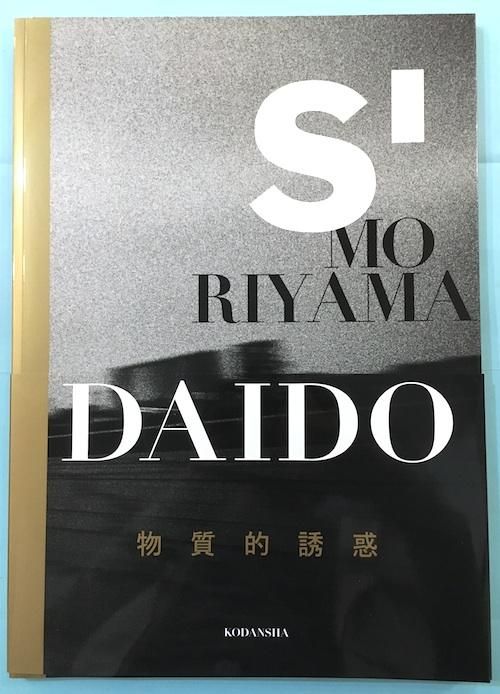 S'
MO
RIYAMA
DAIDO
物質的誘惑
KODANSHA